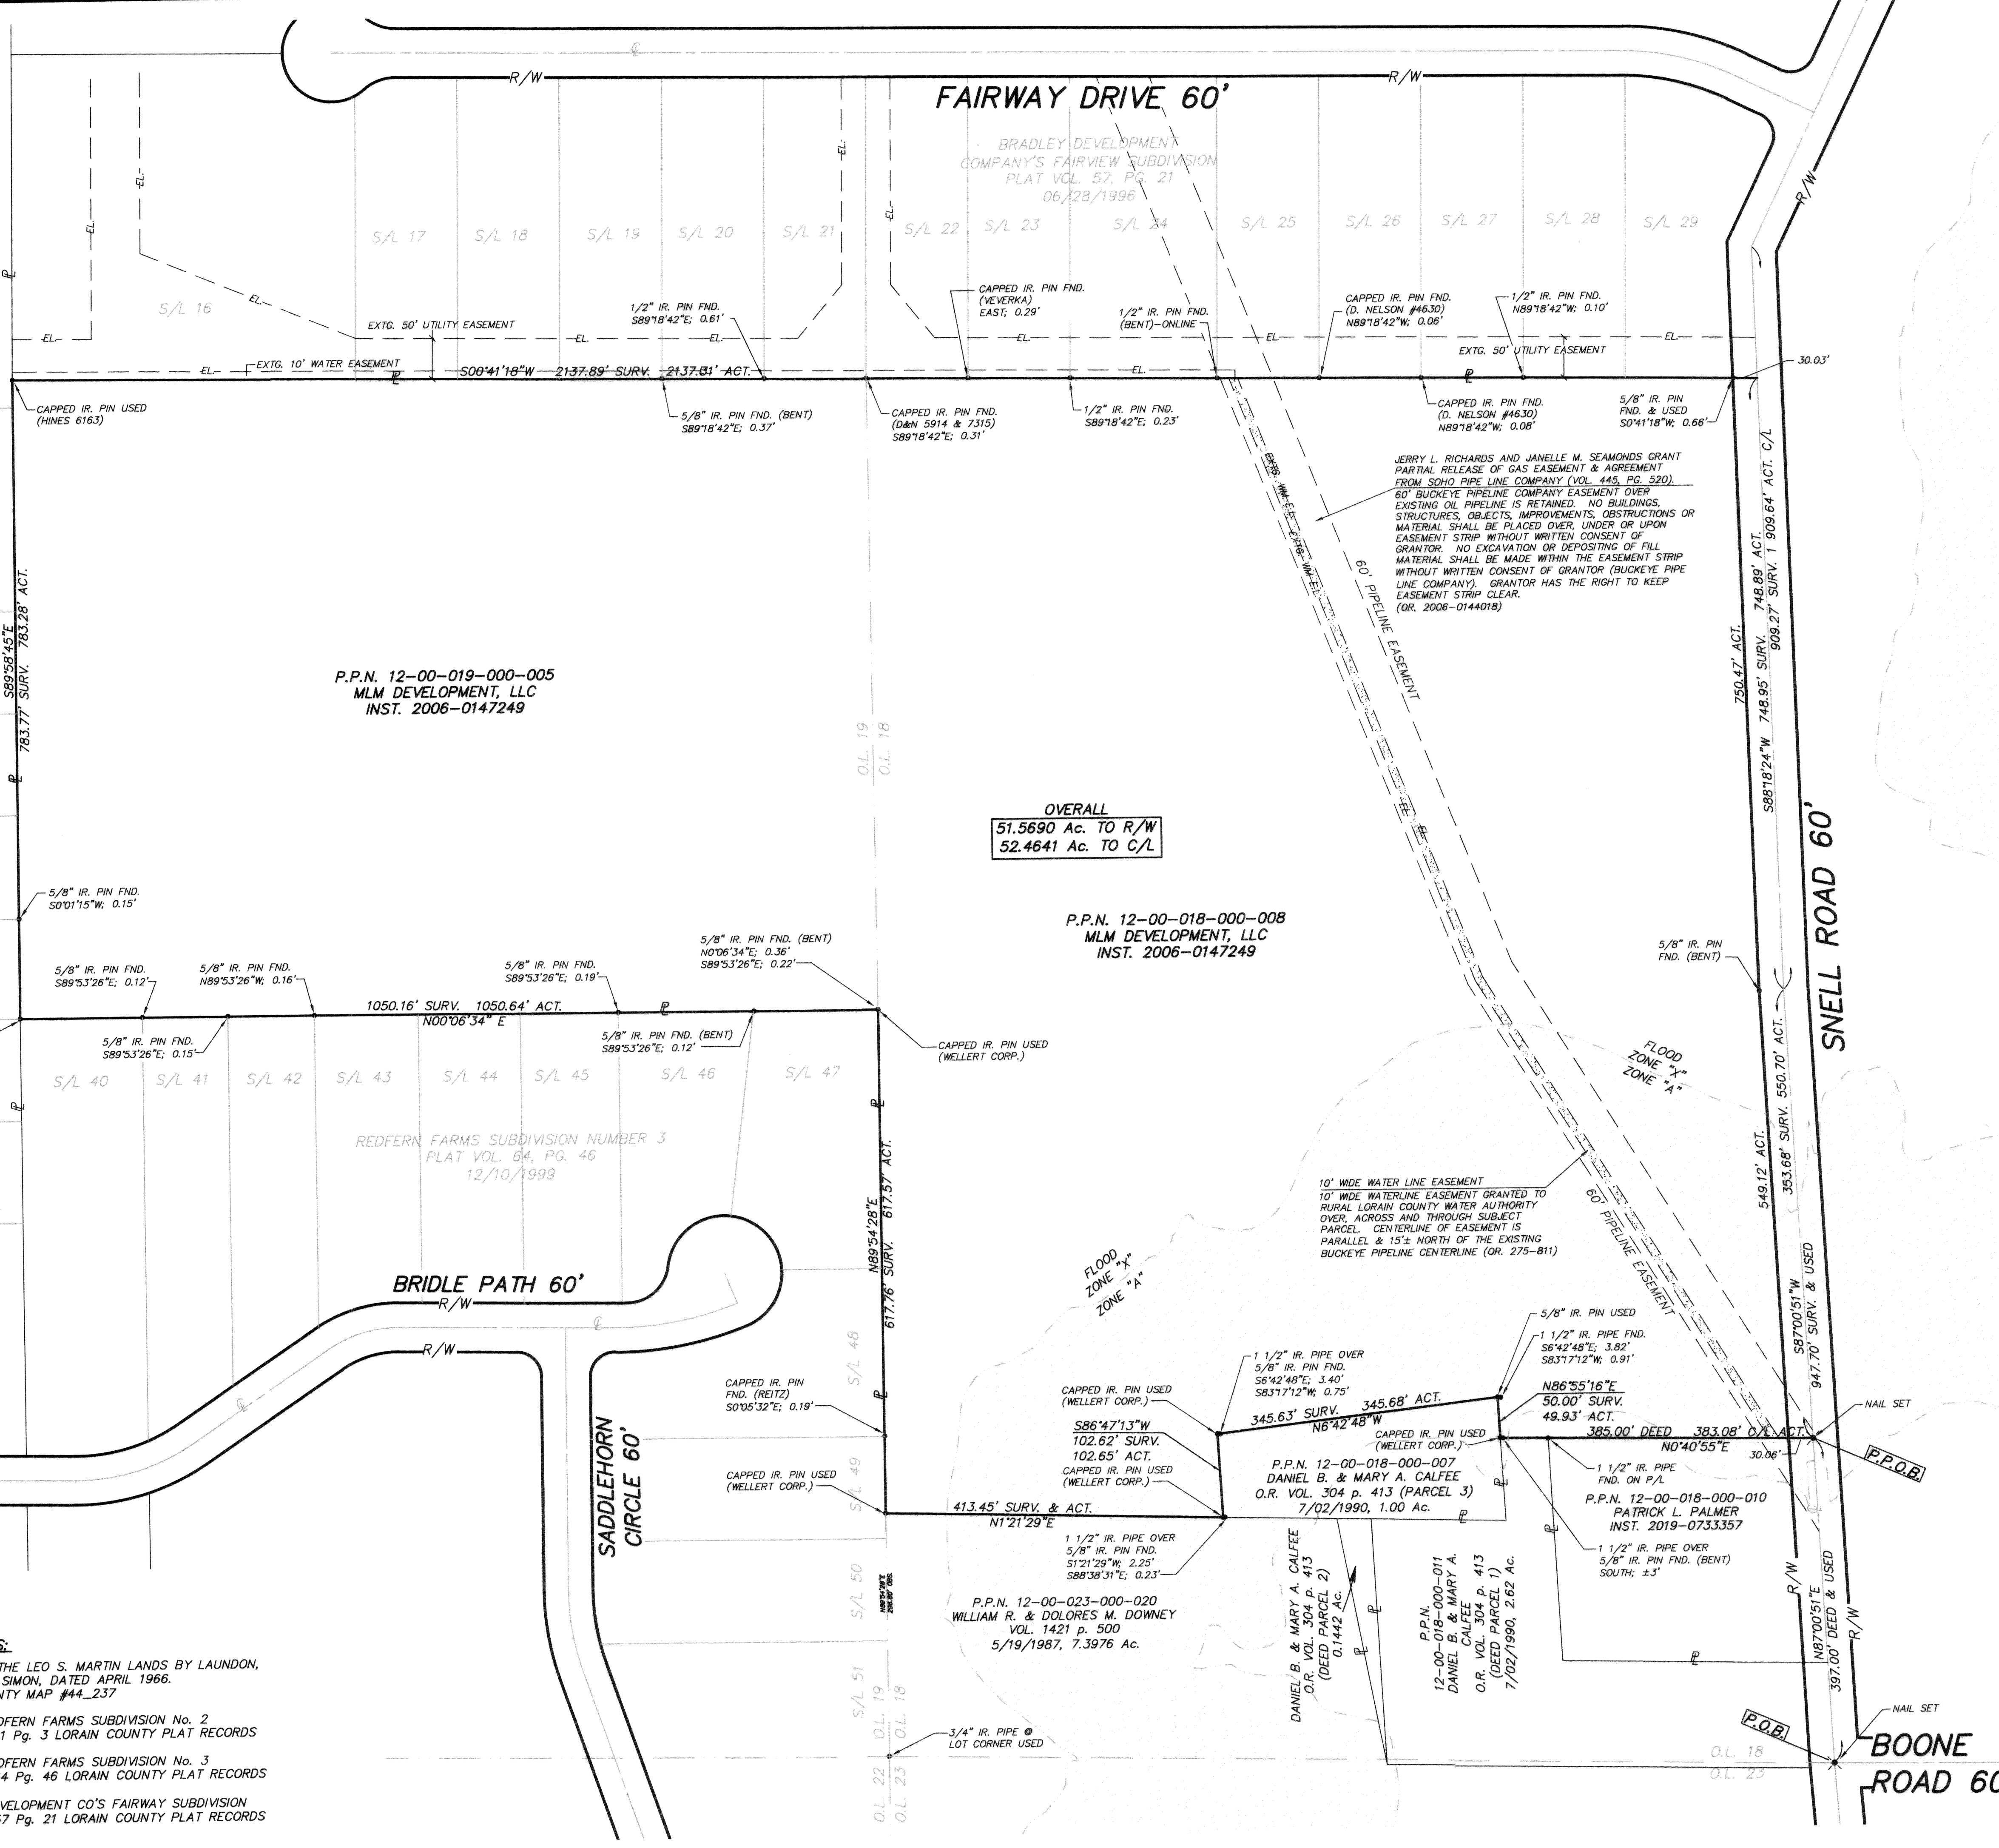 R/W
R/W
FAIRWAY DRIVE 60'
BRADLEY DEVELOPMENT
COMPANY'S FAIRVIEW SUBDIVISION
PLAT VOL. 57, PG. 21
06/28/1996
R/W
EL.
EL.
EL.
EL.
S/L 16
S/L 17
S/L 18
S/L 19
S/L 20
S/L 21
S/L 22
S/L 23
S/L 24
S/L 25
S/L 26
S/L 27
S/L 28
S/L 29
EL.
EXTG. 50' UTILITY EASEMENT
EL.
EL.
EL.
EL.
EL.
EL.
1/2" IR. PIN FND.
S89°18'42"E; 0.61'
CAPPED IR. PIN FND.
(VEVERKA)
EAST; 0.29'
1/2" IR. PIN FND.
(BENT)-ONLINE
CAPPED IR. PIN FND.
(D. NELSON #4630)
N89°18'42"W; 0.06'
1/2" IR. PIN FND.
N89°18'42"W; 0.10'
EXTG. 50' UTILITY EASEMENT
30.03'
EL.
EXTG. 10' WATER EASEMENT
S00°41'18"W 2137.89' SURV. 2137.31' ACT.
EL.
CAPPED IR. PIN USED
(HINES 6163)
5/8" IR. PIN FND. (BENT)
S89°18'42"E; 0.37'
CAPPED IR. PIN FND.
(D&N 5914 & 7315)
S89°18'42"E; 0.31'
1/2" IR. PIN FND.
S89°18'42"E; 0.23'
CAPPED IR. PIN FND.
(D. NELSON #4630)
N89°18'42"W; 0.08'
5/8" IR. PIN
FND. & USED
S0°41'18"W; 0.66'
JERRY L. RICHARDS AND JANELLE M. SEAMONDS GRANT
PARTIAL RELEASE OF GAS EASEMENT & AGREEMENT
FROM SOHO PIPE LINE COMPANY (VOL. 445, PG. 520).
60' BUCKEYE PIPELINE COMPANY EASEMENT OVER
EXISTING OIL PIPELINE IS RETAINED. NO BUILDINGS,
STRUCTURES, OBJECTS, IMPROVEMENTS, OBSTRUCTIONS OR
MATERIAL SHALL BE PLACED OVER, UNDER OR UPON
EASEMENT STRIP WITHOUT WRITTEN CONSENT OF
GRANTOR. NO EXCAVATION OR DEPOSITING OF FILL
MATERIAL SHALL BE MADE WITHIN THE EASEMENT STRIP
WITHOUT WRITTEN CONSENT OF GRANTOR (BUCKEYE PIPE
LINE COMPANY). GRANTOR HAS THE RIGHT TO KEEP
EASEMENT STRIP CLEAR.
(OR. 2006-0144018)
EXTG. WM EL.
EXTG. WM EL.
60' PIPELINE EASEMENT
S89°58'45"E
783.77' SURV. 783.28' ACT.
P.P.N. 12-00-019-000-005
MLM DEVELOPMENT, LLC
INST. 2006-0147249
O.L. 19
O.L. 18
750.47' ACT.
S88°18'24"W 748.95' SURV. 748.89' ACT.
909.27' SURV. 1 909.64' ACT. C/L
OVERALL
51.5690 Ac. TO R/W
52.4641 Ac. TO C/L
EL.
EL.
SNELL ROAD 60'
P.P.N. 12-00-018-000-008
MLM DEVELOPMENT, LLC
INST. 2006-0147249
5/8" IR. PIN FND.
S0°01'15"W; 0.15'
5/8" IR. PIN FND.
S89°53'26"E; 0.12'
5/8" IR. PIN FND.
N89°53'26"W; 0.16'
5/8" IR. PIN FND.
S89°53'26"E; 0.19'
5/8" IR. PIN FND. (BENT)
N0°06'34"E; 0.36'
S89°53'26"E; 0.22'
5/8" IR. PIN
FND. (BENT)
1050.16' SURV. 1050.64' ACT.
N00°06'34" E
5/8" IR. PIN FND.
S89°53'26"E; 0.15'
5/8" IR. PIN FND. (BENT)
S89°53'26"E; 0.12'
CAPPED IR. PIN USED
(WELLERT CORP.)
S/L 40
S/L 41
S/L 42
S/L 43
S/L 44
S/L 45
S/L 46
S/L 47
REDFERN FARMS SUBDIVISION NUMBER 3
PLAT VOL. 64, PG. 46
12/10/1999
FLOOD
ZONE "X"
ZONE "A"
549.12' ACT.
353.68' SURV. 550.70' ACT.
N89°54'28"E
617.76' SURV. 617.57' ACT.
10' WIDE WATER LINE EASEMENT
10' WIDE WATERLINE EASEMENT GRANTED TO
RURAL LORAIN COUNTY WATER AUTHORITY
OVER, ACROSS AND THROUGH SUBJECT
PARCEL. CENTERLINE OF EASEMENT IS
PARALLEL & 15'± NORTH OF THE EXISTING
BUCKEYE PIPELINE CENTERLINE (OR. 275-811)
60' PIPELINE EASEMENT
FLOOD
ZONE "X"
ZONE "A"
S87°00'51"W
947.70' SURV. & USED
BRIDLE PATH 60'
R/W
R/W
S/L 48
5/8" IR. PIN USED
1 1/2" IR. PIPE FND.
S6°42'48"E; 3.82'
S83°17'12"W; 0.91'
1 1/2" IR. PIPE OVER
5/8" IR. PIN FND.
S6°42'48"E; 3.40'
S83°17'12"W; 0.75'
CAPPED IR. PIN
FND. (REITZ)
S0°05'32"E; 0.19'
CAPPED IR. PIN USED
(WELLERT CORP.)
N86°55'16"E
50.00' SURV.
49.93' ACT.
345.63' SURV. 345.68' ACT.
N6°42'48"W
NAIL SET
S86°47'13"W
102.62' SURV.
102.65' ACT.
CAPPED IR. PIN USED
(WELLERT CORP.)
385.00' DEED 383.08' C/L ACT.
N0°40'55"E
30.06'
P.P.O.B.
SADDLEHORN
CIRCLE 60'
CAPPED IR. PIN USED
(WELLERT CORP.)
S/L 49
CAPPED IR. PIN USED
(WELLERT CORP.)
P.P.N. 12-00-018-000-007
DANIEL B. & MARY A. CALFEE
O.R. VOL. 304 p. 413 (PARCEL 3)
7/02/1990, 1.00 Ac.
1 1/2" IR. PIPE
FND. ON P/L
P.P.N. 12-00-018-000-010
PATRICK L. PALMER
INST. 2019-0733357
413.45' SURV. & ACT.
N1°21'29"E
1 1/2" IR. PIPE OVER
5/8" IR. PIN FND.
S1°21'29"W; 2.25'
S88°38'31"E; 0.23'
1 1/2" IR. PIPE OVER
5/8" IR. PIN FND. (BENT)
SOUTH; ±3'
S/L 50
P.P.N. 12-00-023-000-020
WILLIAM R. & DOLORES M. DOWNEY
VOL. 1421 p. 500
5/19/1987, 7.3976 Ac.
DANIEL B. & MARY A. CALFEE
O.R. VOL. 304 p. 413
(DEED PARCEL 2)
0.1442 Ac.
P.P.N.
12-00-018-000-011
DANIEL B. & MARY A.
CALFEE
O.R. VOL. 304 p. 413
(DEED PARCEL 1)
7/02/1990, 2.62 Ac.
R/W
R/W
N87°00'51"E
397.00' DEED & USED
S:
THE LEO S. MARTIN LANDS BY LAUNDON,
SIMON, DATED APRIL 1966.
NTY MAP #44_237
DFERN FARMS SUBDIVISION No. 2
1 Pg. 3 LORAIN COUNTY PLAT RECORDS
DFERN FARMS SUBDIVISION No. 3
4 Pg. 46 LORAIN COUNTY PLAT RECORDS
VELOPMENT CO'S FAIRWAY SUBDIVISION
57 Pg. 21 LORAIN COUNTY PLAT RECORDS
S/L 51
O.L. 19
O.L. 18
3/4" IR. PIPE @
LOT CORNER USED
O.L. 22
O.L. 23
P.O.B.
NAIL SET
O.L. 18
O.L. 23
BOONE
ROAD 60